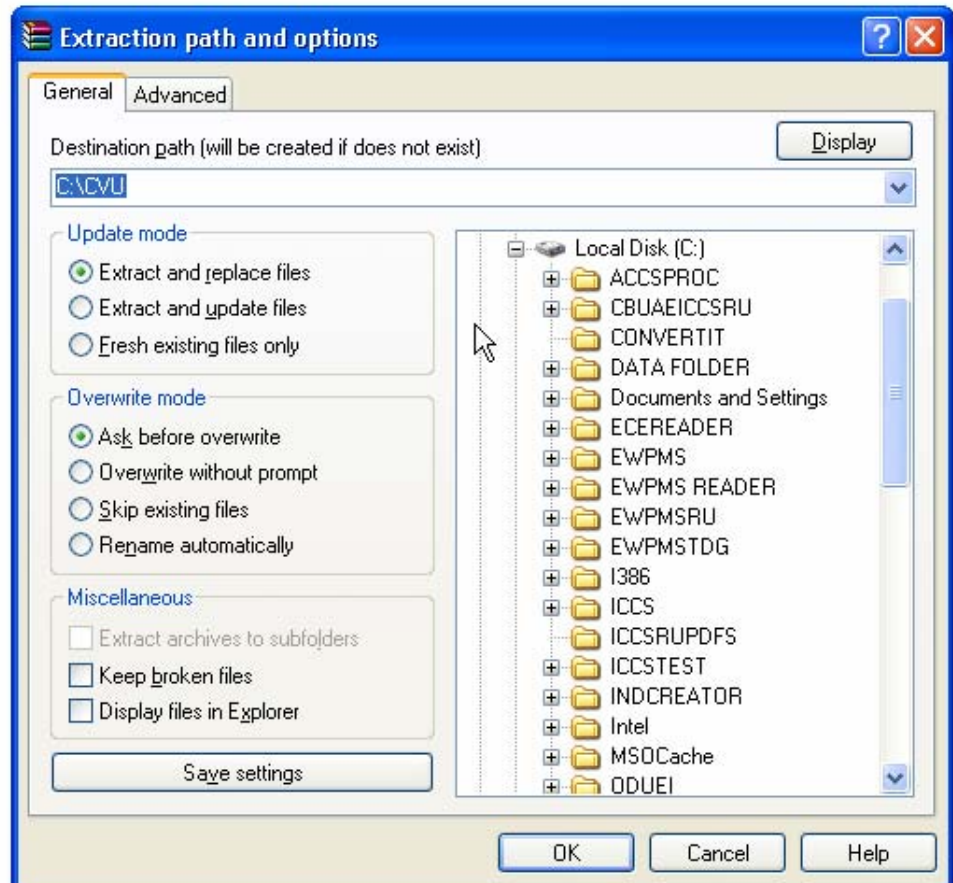 Extraction path and options
General
Advanced
Destination path (will be created if does not exist)
Display
C:\CVU
Update mode
Extract and replace files
Extract and update files
Fresh existing files only
Overwrite mode
Ask before overwrite
Overwrite without prompt
Skip existing files
Rename automatically
Miscellaneous
Extract archives to subfolders
Keep broken files
Display files in Explorer
Save settings
Local Disk (C:)
ACCSPROC
CBUAEICCSRU
CONVERTIT
DATA FOLDER
Documents and Settings
ECEREADER
EWPMS
EWPMS READER
EWPMSRU
EWPMSTDG
I386
ICCS
ICCSRUPDFS
ICCSTEST
INDCREATOR
Intel
MSOCache
ODUEI
OK
Cancel
Help